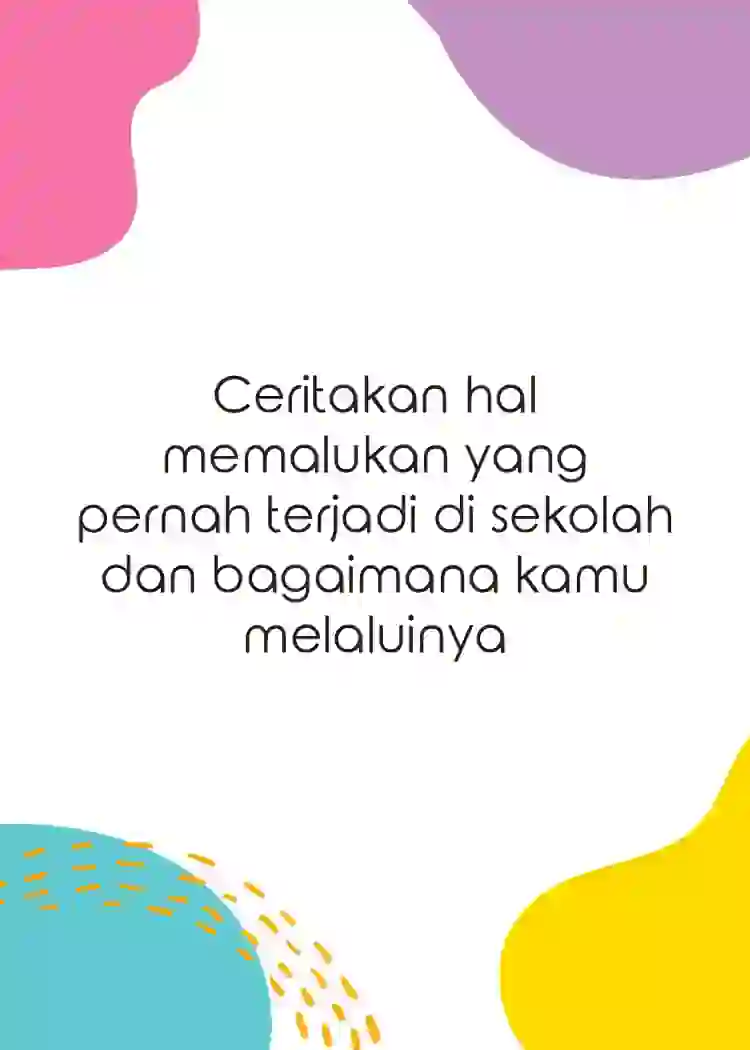 Ceritakan hal
memalukan yang
pernah terjadi di sekolah
dan bagaimana kamu
melaluinya